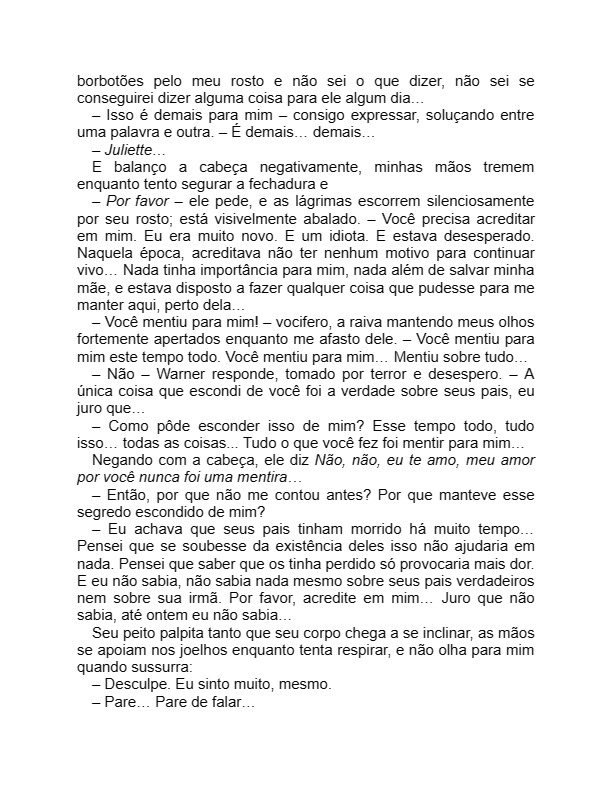 borbotões pelo meu rosto e não sei o que dizer, não sei se
conseguirei dizer alguma coisa para ele algum dia…
– Isso é demais para mim – consigo expressar, soluçando entre
uma palavra e outra. – É demais… demais…
– Juliette…
E balanço a cabeça negativamente, minhas mãos tremem
enquanto tento segurar a fechadura e
– Por favor – ele pede, e as lágrimas escorrem silenciosamente
por seu rosto; está visivelmente abalado. – Você precisa acreditar
em mim. Eu era muito novo. E um idiota. E estava desesperado.
Naquela época, acreditava não ter nenhum motivo para continuar
vivo… Nada tinha importância para mim, nada além de salvar minha
mãe, e estava disposto a fazer qualquer coisa que pudesse para me
manter aqui, perto dela…
– Você mentiu para mim! – vocifero, a raiva mantendo meus olhos
fortemente apertados enquanto me afasto dele. – Você mentiu para
mim este tempo todo. Você mentiu para mim… Mentiu sobre tudo…
– Não – Warner responde, tomado por terror e desespero. – A
única coisa que escondi de você foi a verdade sobre seus pais, eu
juro que…
– Como pôde esconder isso de mim? Esse tempo todo, tudo
isso… todas as coisas... Tudo o que você fez foi mentir para mim…
Negando com a cabeça, ele diz Não, não, eu te amo, meu amor
por você nunca foi uma mentira…
– Então, por que não me contou antes? Por que manteve esse
segredo escondido de mim?
– Eu achava que seus pais tinham morrido há muito tempo…
Pensei que se soubesse da existência deles isso não ajudaria em
nada. Pensei que saber que os tinha perdido só provocaria mais dor.
E eu não sabia, não sabia nada mesmo sobre seus pais verdadeiros
nem sobre sua irmã. Por favor, acredite em mim… Juro que não
sabia, até ontem eu não sabia…
Seu peito palpita tanto que seu corpo chega a se inclinar, as mãos
se apoiam nos joelhos enquanto tenta respirar, e não olha para mim
quando sussurra:
– Desculpe. Eu sinto muito, mesmo.
– Pare… Pare de falar…